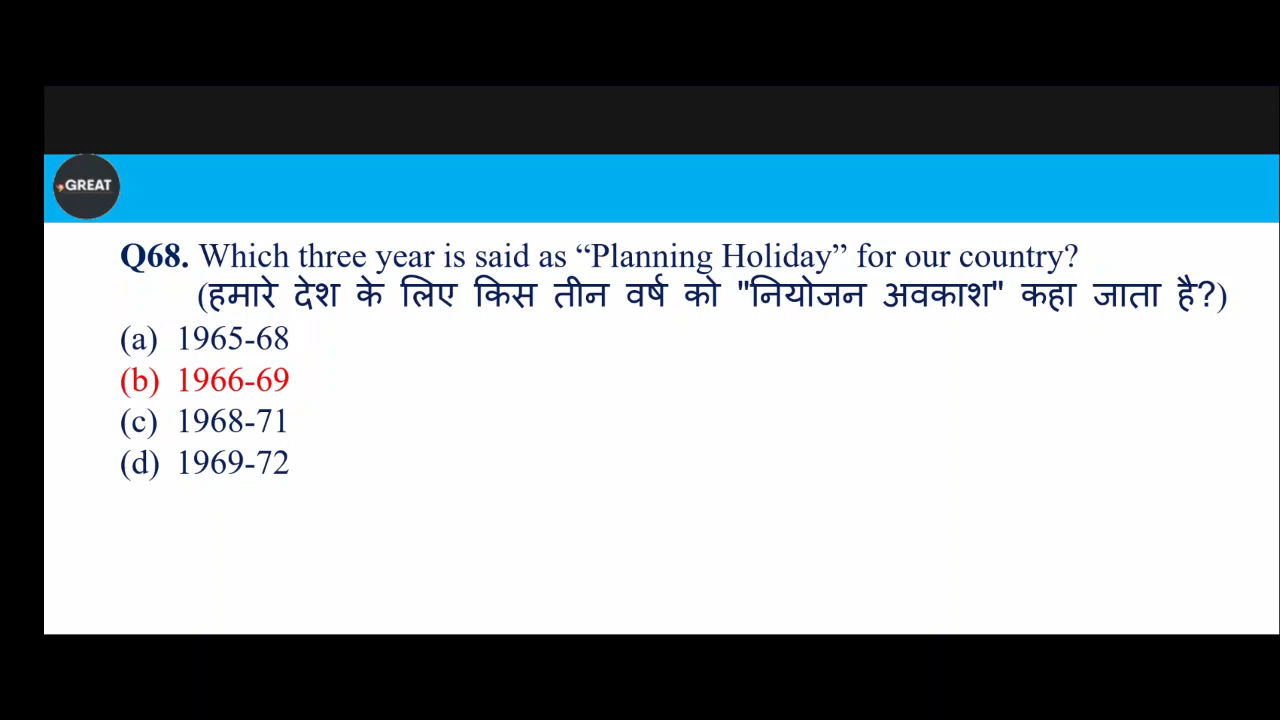 GREAT
Q68. Which three year is said as “Planning Holiday” for our country?
(हमारे देश के लिए किस तीन वर्ष को "नियोजन अवकाश" कहा जाता है?)
(a) 1965-68
(b) 1966-69
(c) 1968-71
(d) 1969-72